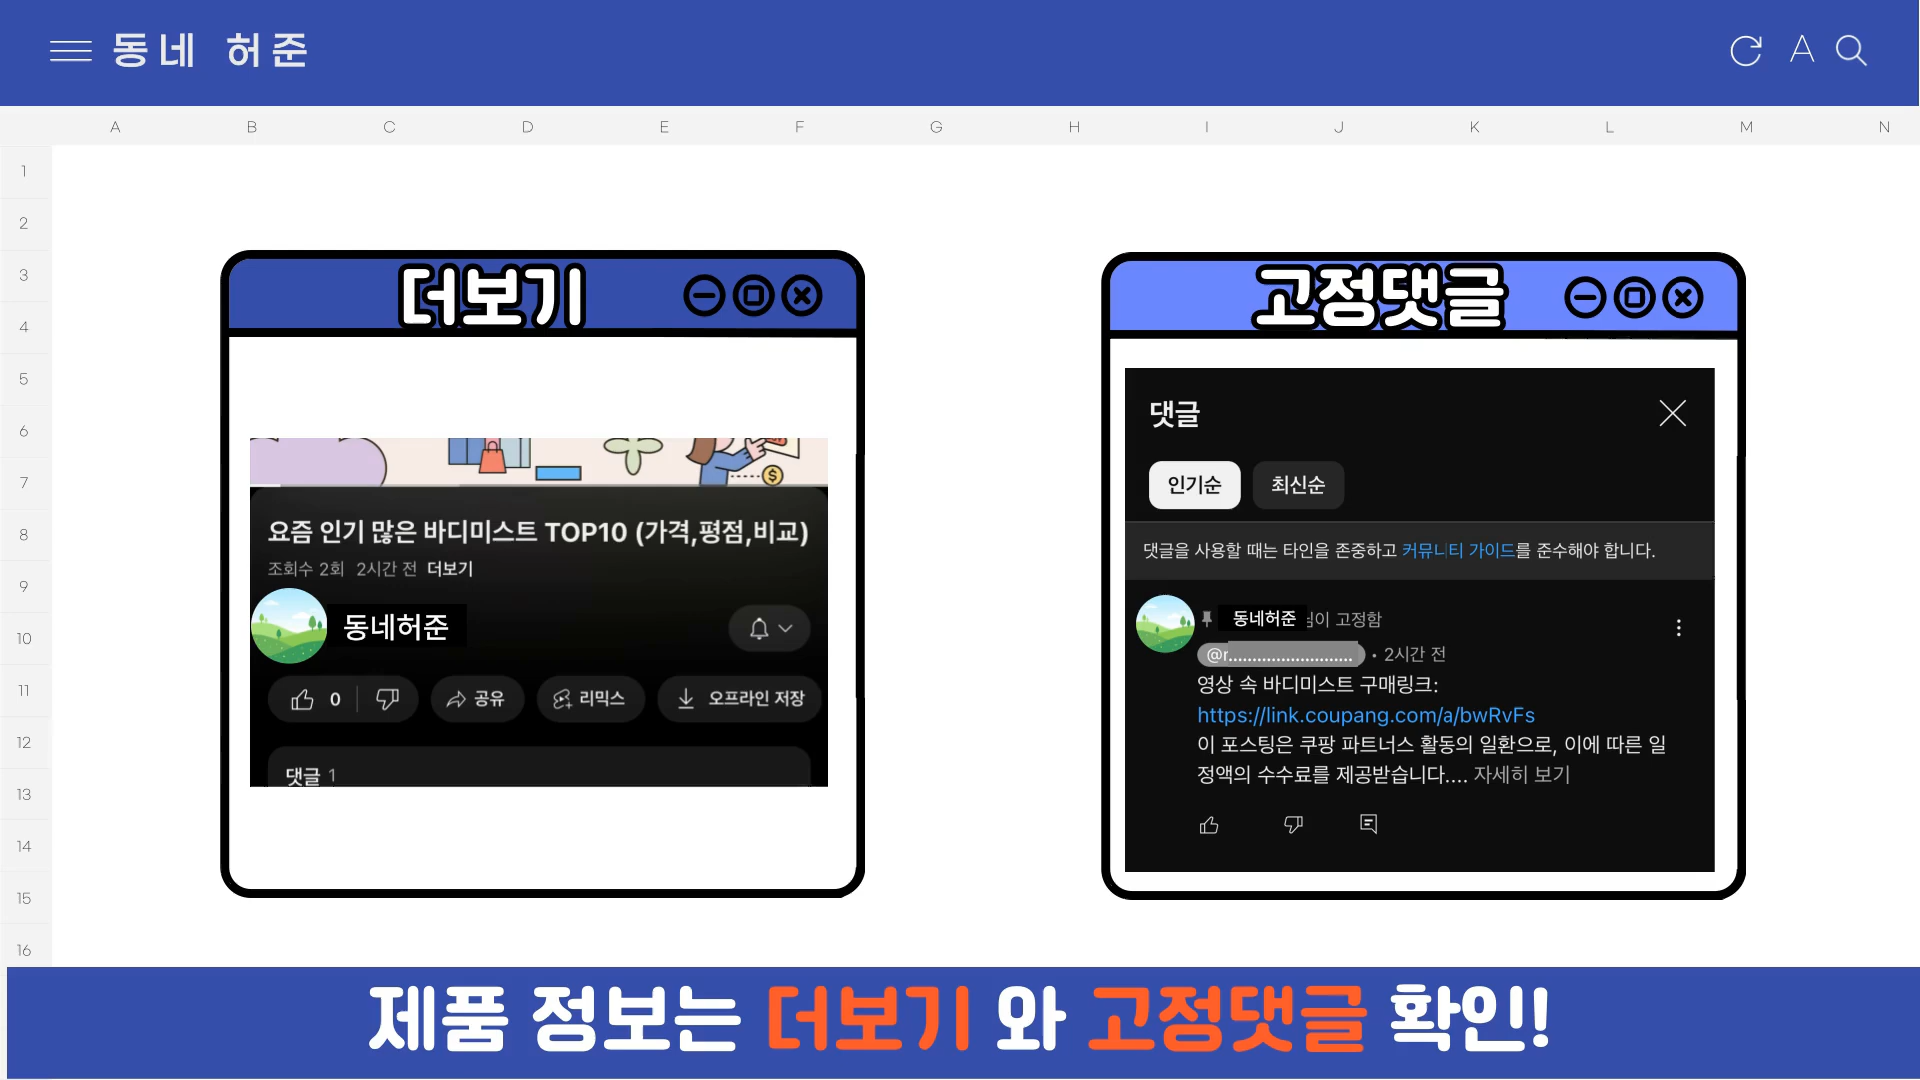 동네 허준
A
A B C D E F G H I J K L M N
1
2
3
4
5
6
7
8
9
10
11
12
13
14
15
16
더보기
요즘 인기 많은 바디미스트 TOP10 (가격,평점,비교)
조회수 2회 2시간 전 더보기
동네허준
0 공유 리믹스 오프라인 저장
댓글 1
고정댓글
댓글
인기순 최신순
댓글을 사용할 때는 타인을 존중하고 커뮤니티 가이드를 준수해야 합니다.
동네허준님이 고정함
@r.......................... • 2시간 전
영상 속 바디미스트 구매링크:
https://link.coupang.com/a/bwRvFs
이 포스팅은 쿠팡 파트너스 활동의 일환으로, 이에 따른 일
정액의 수수료를 제공받습니다.... 자세히 보기
제품 정보는 더보기 와 고정댓글 확인!